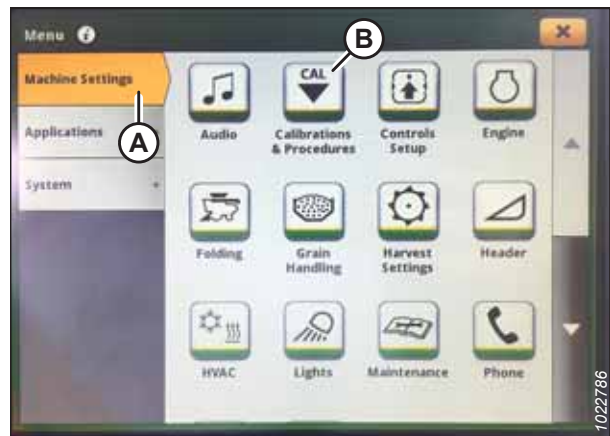 Menu i
B
Machine Settings
CAL
A
Audio
Calibrations
& Procedures
Controls
Setup
Engine
Applications +
System +
Folding
Grain
Handling
Harvest
Settings
Header
HVAC
Lights
Maintenance
Phone
1022786